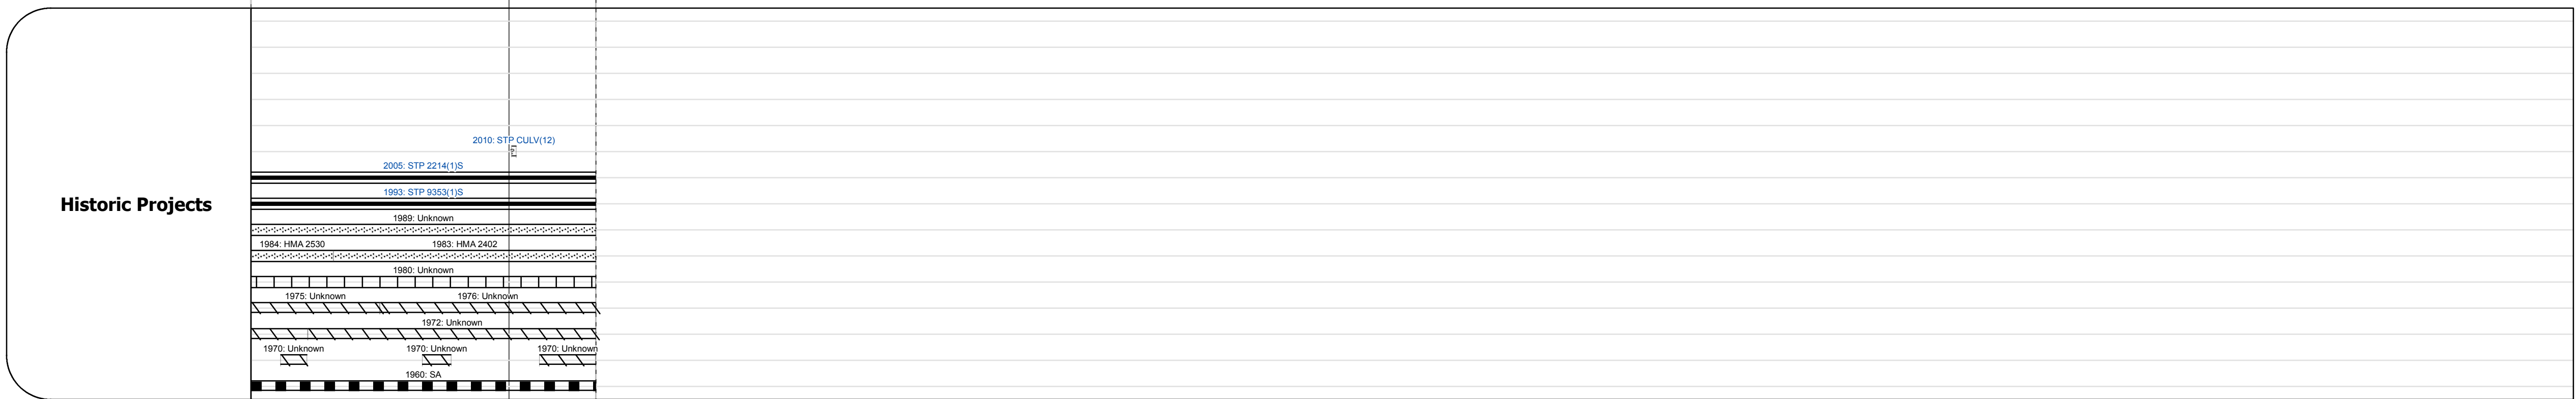 2010: STP CULV(12)
2005: STP 2214(1)S
1993: STP 9353(1)S
Historic Projects
1989: Unknown
1984: HMA 2530 1983: HMA 2402
1980: Unknown
1975: Unknown 1976: Unknown
1972: Unknown
1970: Unknown 1970: Unknown 1970: Unknown
1960: SA